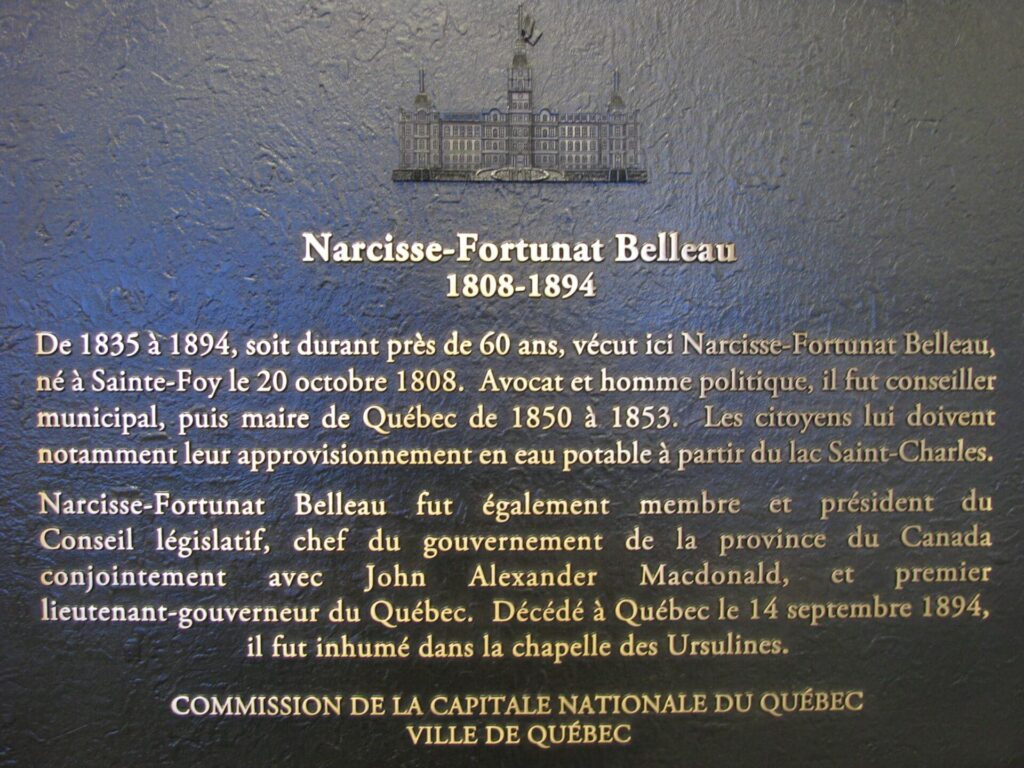 Narcisse-Fortunat Belleau
1808-1894
De 1835 à 1894, soit durant près de 60 ans, vécut ici Narcisse-Fortunat Belleau,
né à Sainte-Foy le 20 octobre 1808. Avocat et homme politique, il fut conseiller
municipal, puis maire de Québec de 1850 à 1853. Les citoyens lui doivent
notamment leur approvisionnement en eau potable à partir du lac Saint-Charles.
Narcisse-Fortunat Belleau fut également membre et président du
Conseil législatif, chef du gouvernement de la province du Canada
conjointement avec John Alexander Macdonald, et premier
lieutenant-gouverneur du Québec. Décédé à Québec le 14 septembre 1894,
il fut inhumé dans la chapelle des Ursulines.
COMMISSION DE LA CAPITALE NATIONALE DU QUÉBEC
VILLE DE QUÉBEC